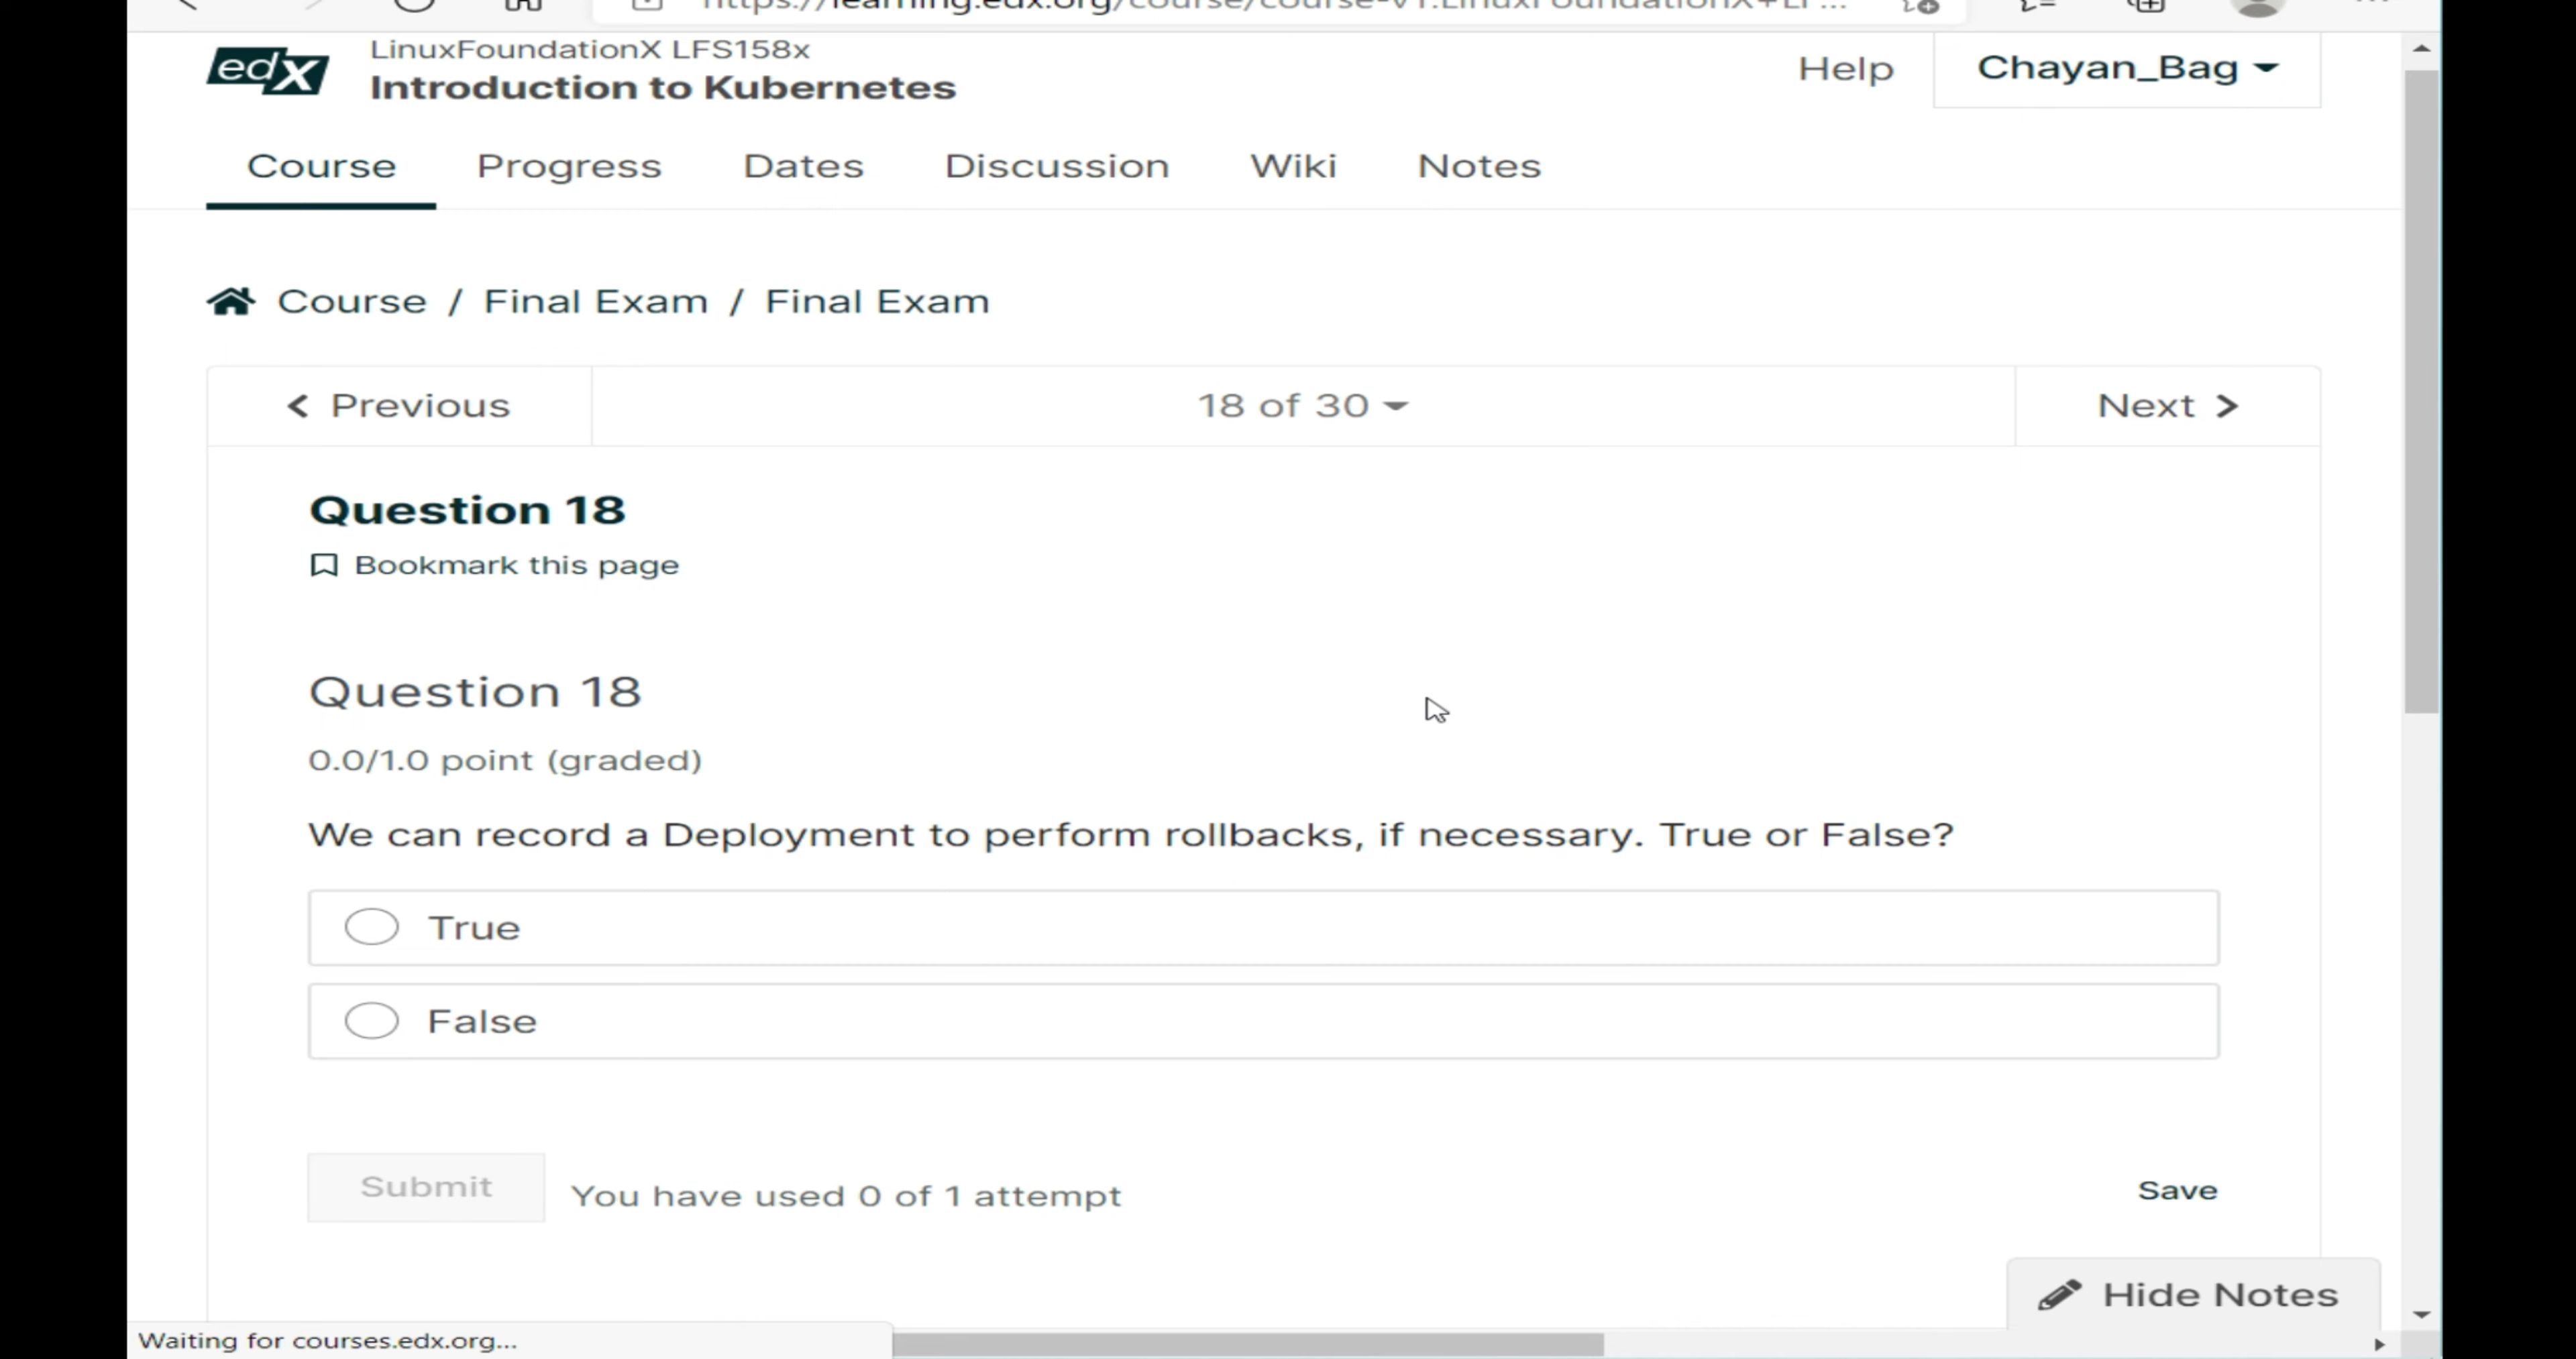 LinuxFoundationX LFS158x
edX
Introduction to Kubernetes
Help
Chayan_Bag
Course Progress Dates Discussion Wiki Notes
Course / Final Exam / Final Exam
Previous
18 of 30
Next
Question 18
Bookmark this page
Question 18
0.0/1.0 point (graded)
We can record a Deployment to perform rollbacks, if necessary. True or False?
True
False
Submit
You have used 0 of 1 attempt
Save
Hide Notes
Waiting for courses.edx.org...